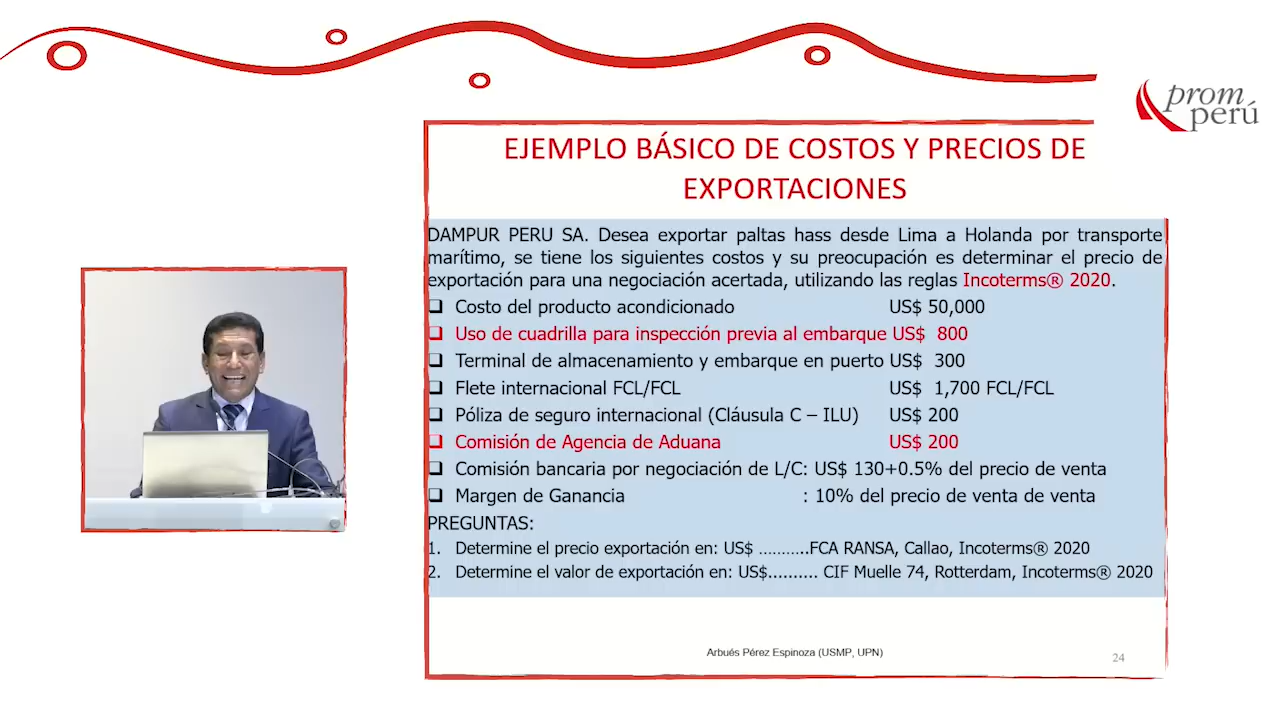 prom
perú
EJEMPLO BÁSICO DE COSTOS Y PRECIOS DE
EXPORTACIONES
DAMPUR PERU SA. Desea exportar paltas hass desde Lima a Holanda por transporte
marítimo, se tiene los siguientes costos y su preocupación es determinar el precio de
exportación para una negociación acertada, utilizando las reglas Incoterms® 2020.
❑ Costo del producto acondicionado US$ 50,000
❑ Uso de cuadrilla para inspección previa al embarque US$ 800
❑ Terminal de almacenamiento y embarque en puerto US$ 300
❑ Flete internacional FCL/FCL US$ 1,700 FCL/FCL
❑ Póliza de seguro internacional (Cláusula C – ILU) US$ 200
❑ Comisión de Agencia de Aduana US$ 200
❑ Comisión bancaria por negociación de L/C: US$ 130+0.5% del precio de venta
❑ Margen de Ganancia : 10% del precio de venta de venta
PREGUNTAS:
1. Determine el precio exportación en: US$ ………..FCA RANSA, Callao, Incoterms® 2020
2. Determine el valor de exportación en: US$.......... CIF Muelle 74, Rotterdam, Incoterms® 2020
Arbués Pérez Espinoza (USMP, UPN)
24